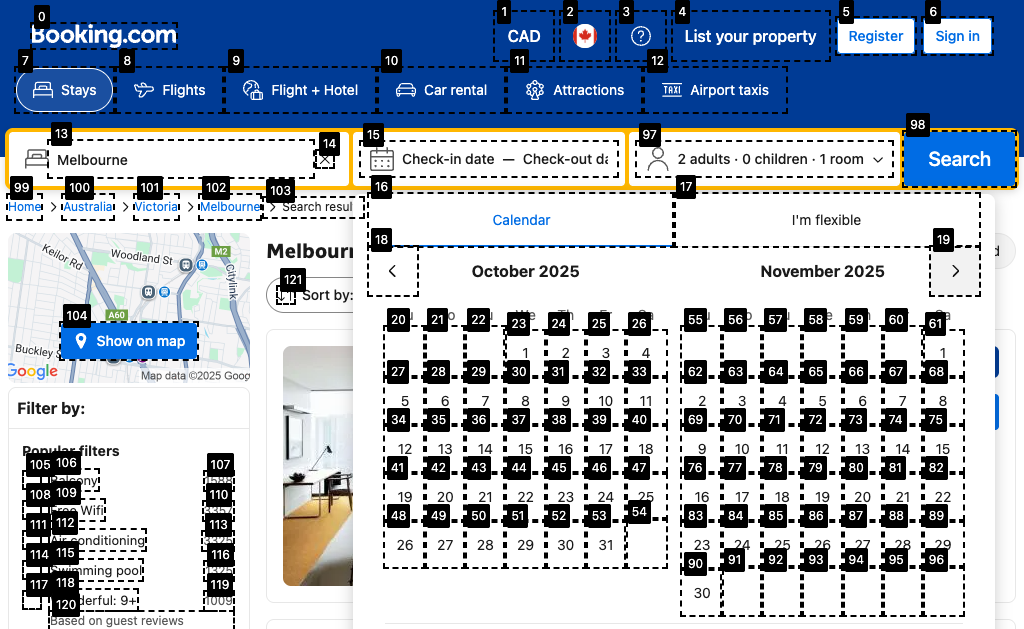 0
1
2
3
4
5
6
Booking.com
CAD
List your property
Register
Sign in
7
8
9
10
11
12
Stays
Flights
Flight + Hotel
Car rental
Attractions
TAXI
Airport taxis
13
14
15
97
98
Melbourne
Check-in date — Check-out da
2 adults · 0 children · 1 room
Search
99
100
101
102
103
16
17
Home
Australia
Victoria
Melbourne
Search resul
Calendar
I'm flexible
18
19
Melbourn
October 2025
November 2025
d
Keilor Rd
Woodland St
M2
Citylink
A60
Buckley S
104
Show on map
Google
Map data ©2025 Goog
121
Sort by:
20 21 22 23 24 25 26
55 56 57 58 59 60 61
1 2 3 4
1
27 28 29 30 31 32 33
62 63 64 65 66 67 68
5 6 7 8 9 10 11
2 3 4 5 6 7 8
34 35 36 37 38 39 40
69 70 71 72 73 74 75
12 13 14 15 16 17 18
9 10 11 12 13 14 15
41 42 43 44 45 46 47
76 77 78 79 80 81 82
19 20 21 22 23 24 25
16 17 18 19 20 21 22
48 49 50 51 52 53 54
83 84 85 86 87 88 89
26 27 28 29 30 31
23 24 25 26 27 28 29
90 91 92 93 94 95 96
30
Filter by:
Popular filters
105 106 107
Balcony
1588
108 109 110
Free Wifi
3357
111 112 113
Air conditioning
3325
114 115 116
Swimming pool
1325
117 118 119
derful: 9+
1009
120
Based on guest reviews